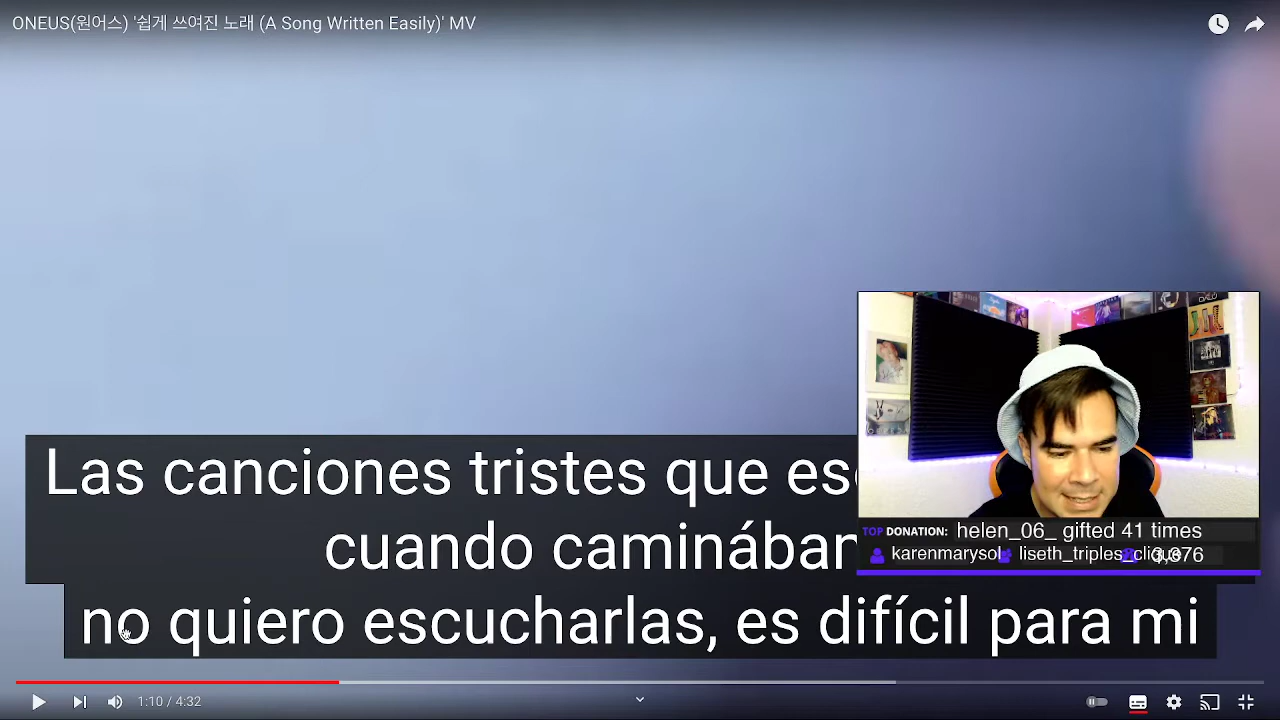 ONEUS(원어스) '쉽게 쓰여진 노래 (A Song Written Easily)' MV
Las canciones tristes que
cuando caminában
no quiero escucharlas, es difícil para mi
TOP DONATION: helen_06_ gifted 41 times
karenmarysol liseth_triples_
1:10 / 4:32